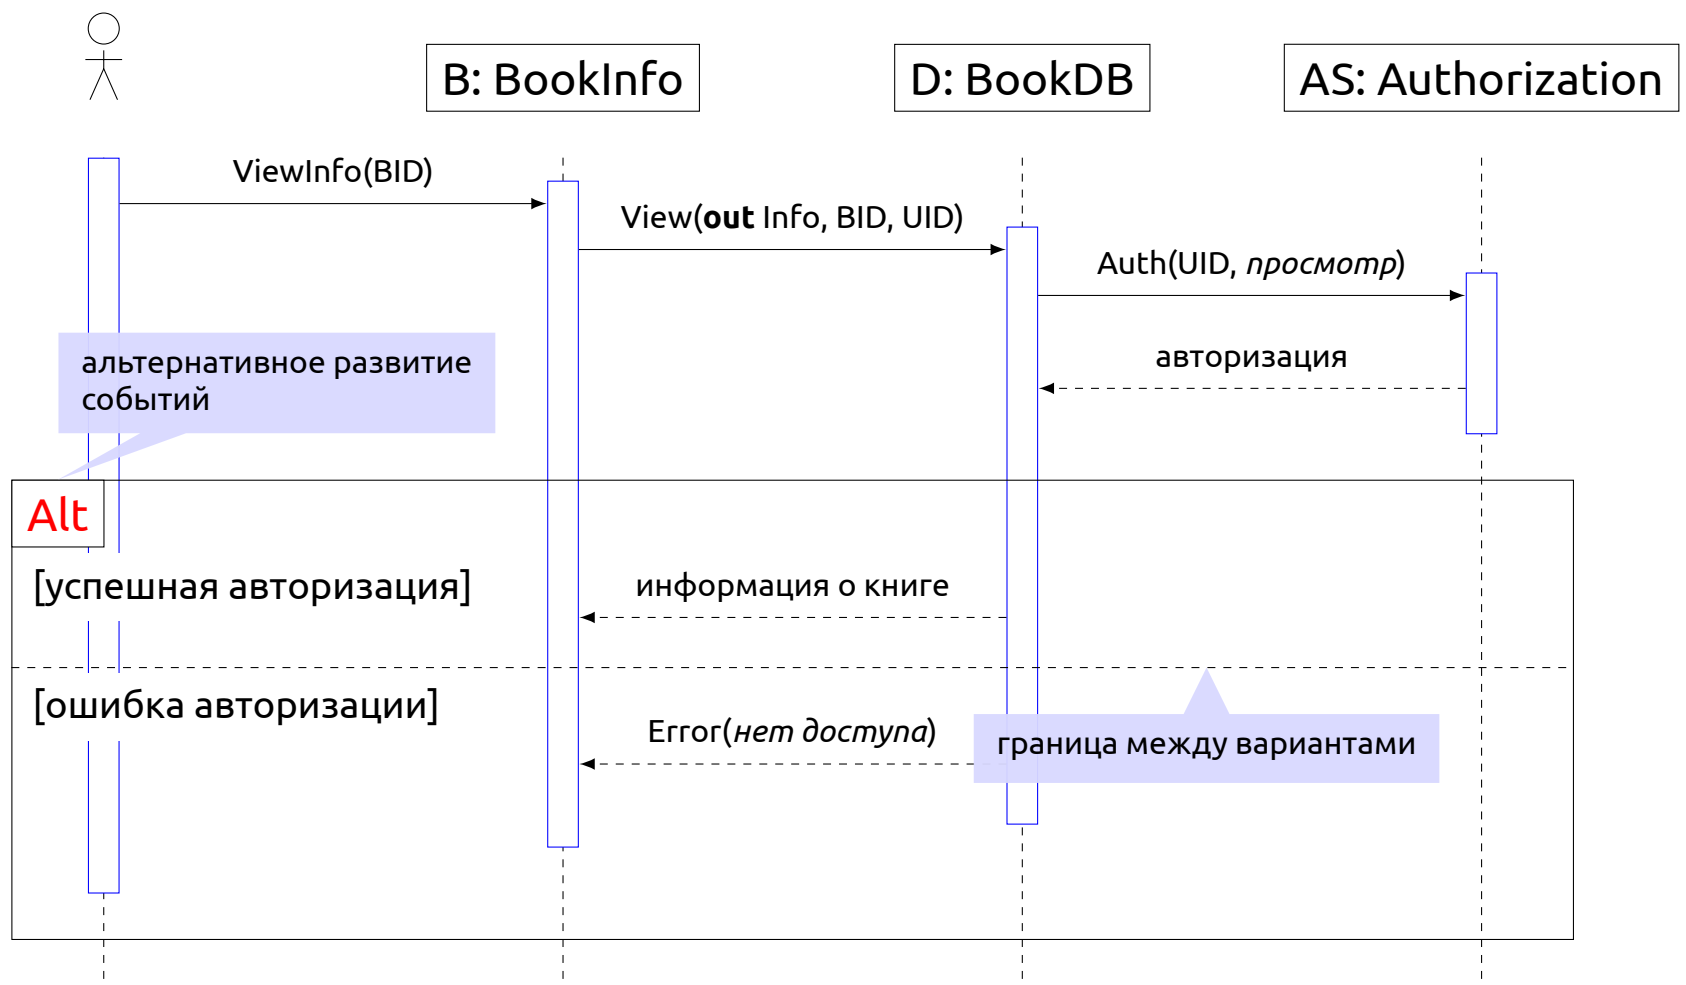 B: BookInfo
D: BookDB
AS: Authorization
ViewInfo(BID)
View(out Info, BID, UID)
Auth(UID, просмотр)
авторизация
альтернативное развитие
событий
Alt
[успешная авторизация]
информация о книге
[ошибка авторизации]
Error(нет доступа)
граница между вариантами